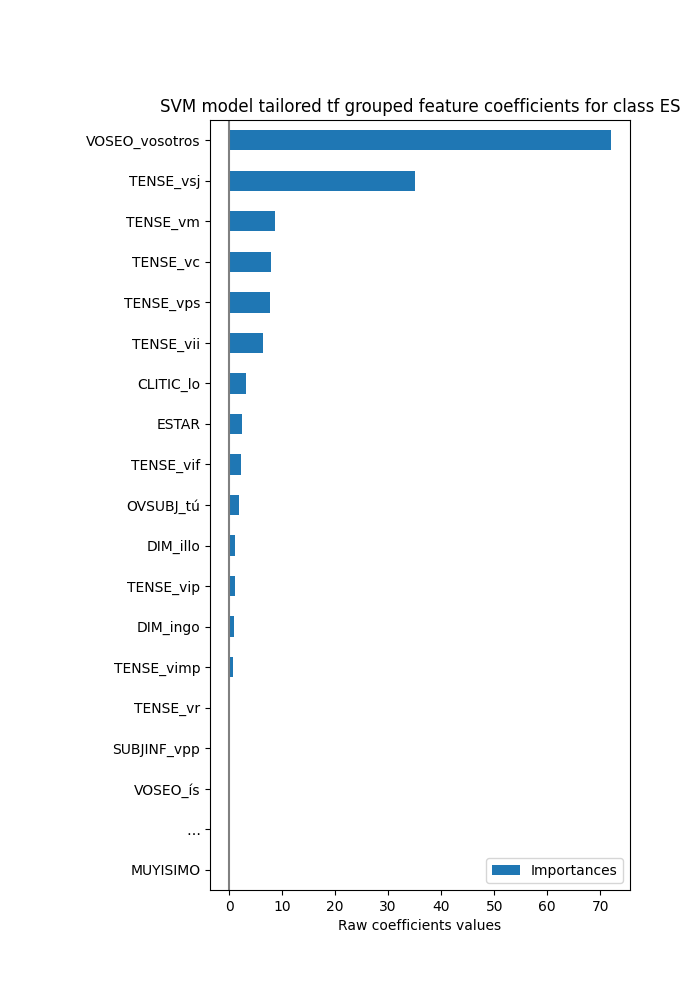 SVM model tailored tf grouped feature coefficients for class ES
VOSEO_vosotros
TENSE_vsj
TENSE_vm
TENSE_vc
TENSE_vps
TENSE_vii
CLITIC_lo
ESTAR
TENSE_vif
OVSUBJ_tú
DIM_illo
TENSE_vip
DIM_ingo
TENSE_vimp
TENSE_vr
SUBJINF_vpp
VOSEO_ís
...
MUYISIMO
Importances
0 10 20 30 40 50 60 70
Raw coefficients values